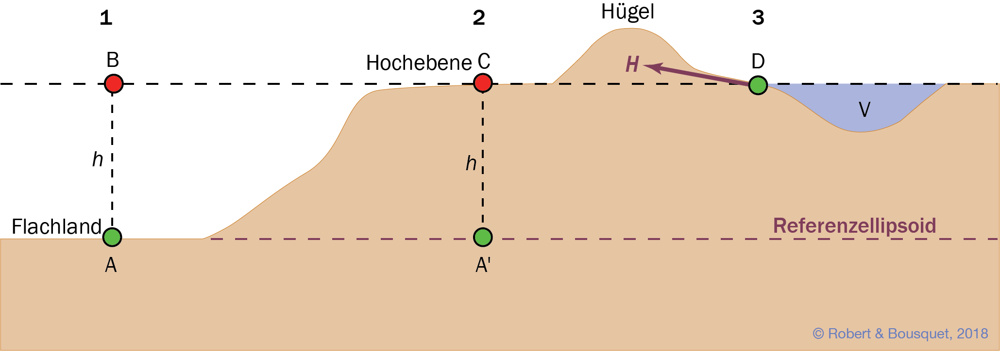 1
2
Hügel
3
B
Hochebene
C
H
D
V
h
h
Flachland
Referenzellipsoid
A
A'
© Robert & Bousquet, 2018